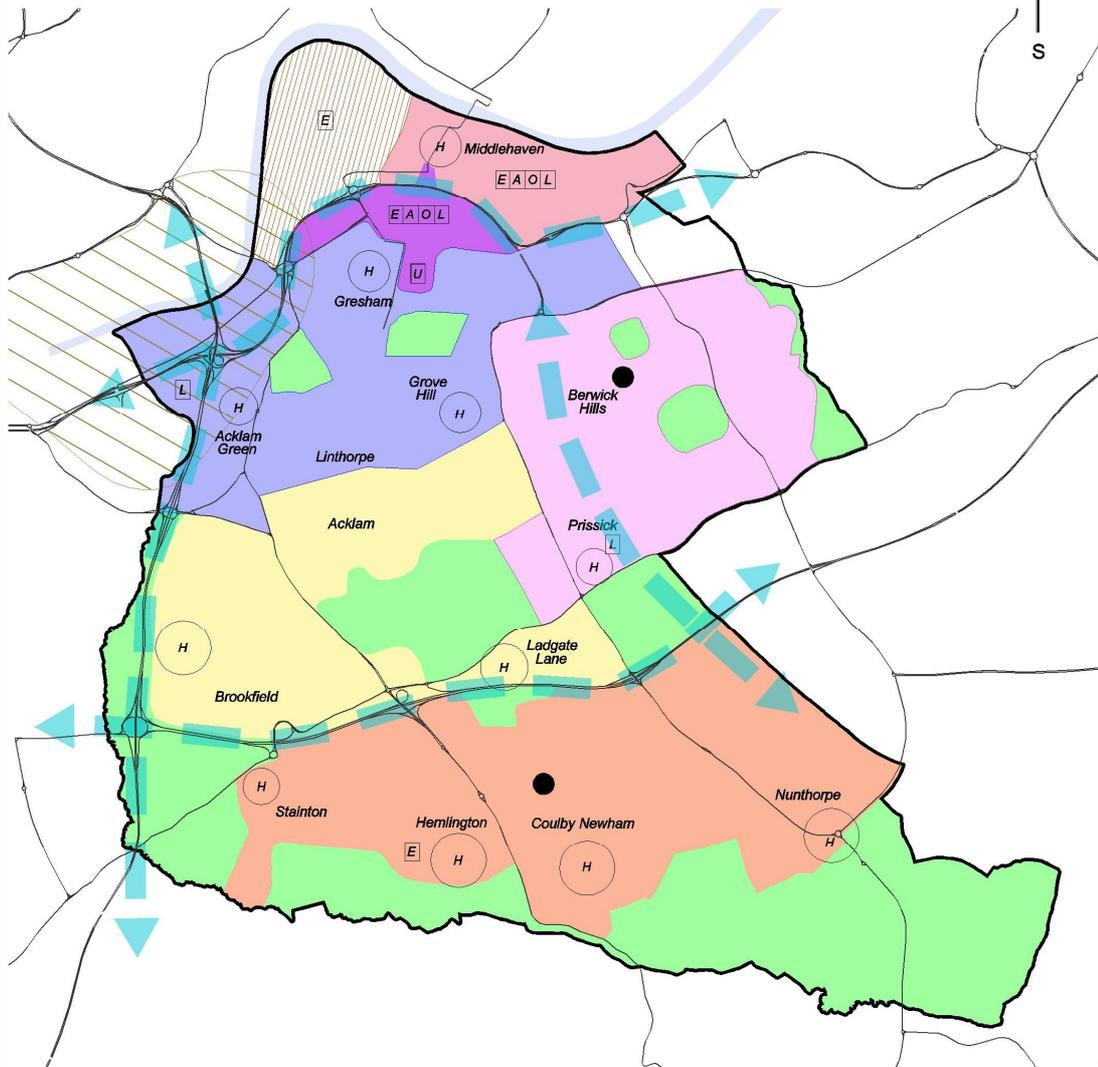 S
E
H
Middlehaven
E A O L
E A O L
H
U
Gresham
L
H
Acklam
Green
Grove
Hill
H
Berwick
Hills
Linthorpe
Acklam
Prissick
L
H
H
Brookfield
Ladgate
Lane
H
H
Stainton
Hemlington
E
H
Coulby Newham
H
Nunthorpe
H